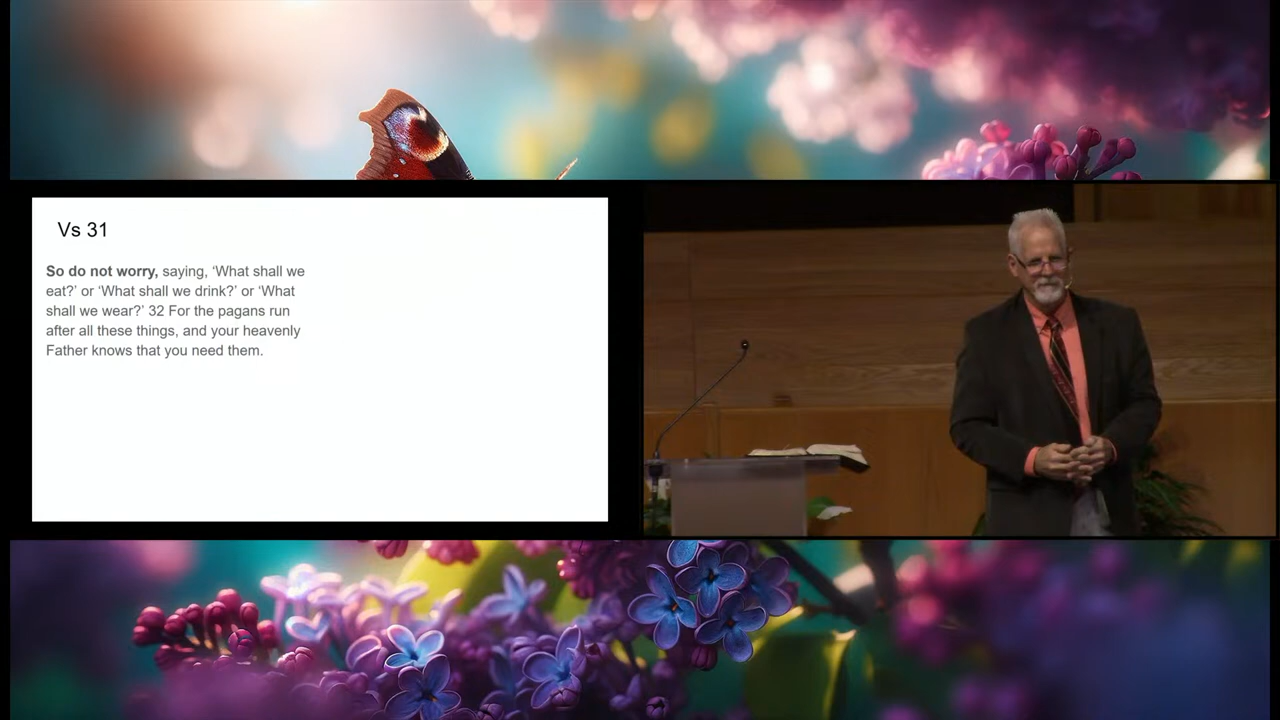 Vs 31
So do not worry, saying, ‘What shall we
eat?’ or ‘What shall we drink?’ or ‘What
shall we wear?’ 32 For the pagans run
after all these things, and your heavenly
Father knows that you need them.